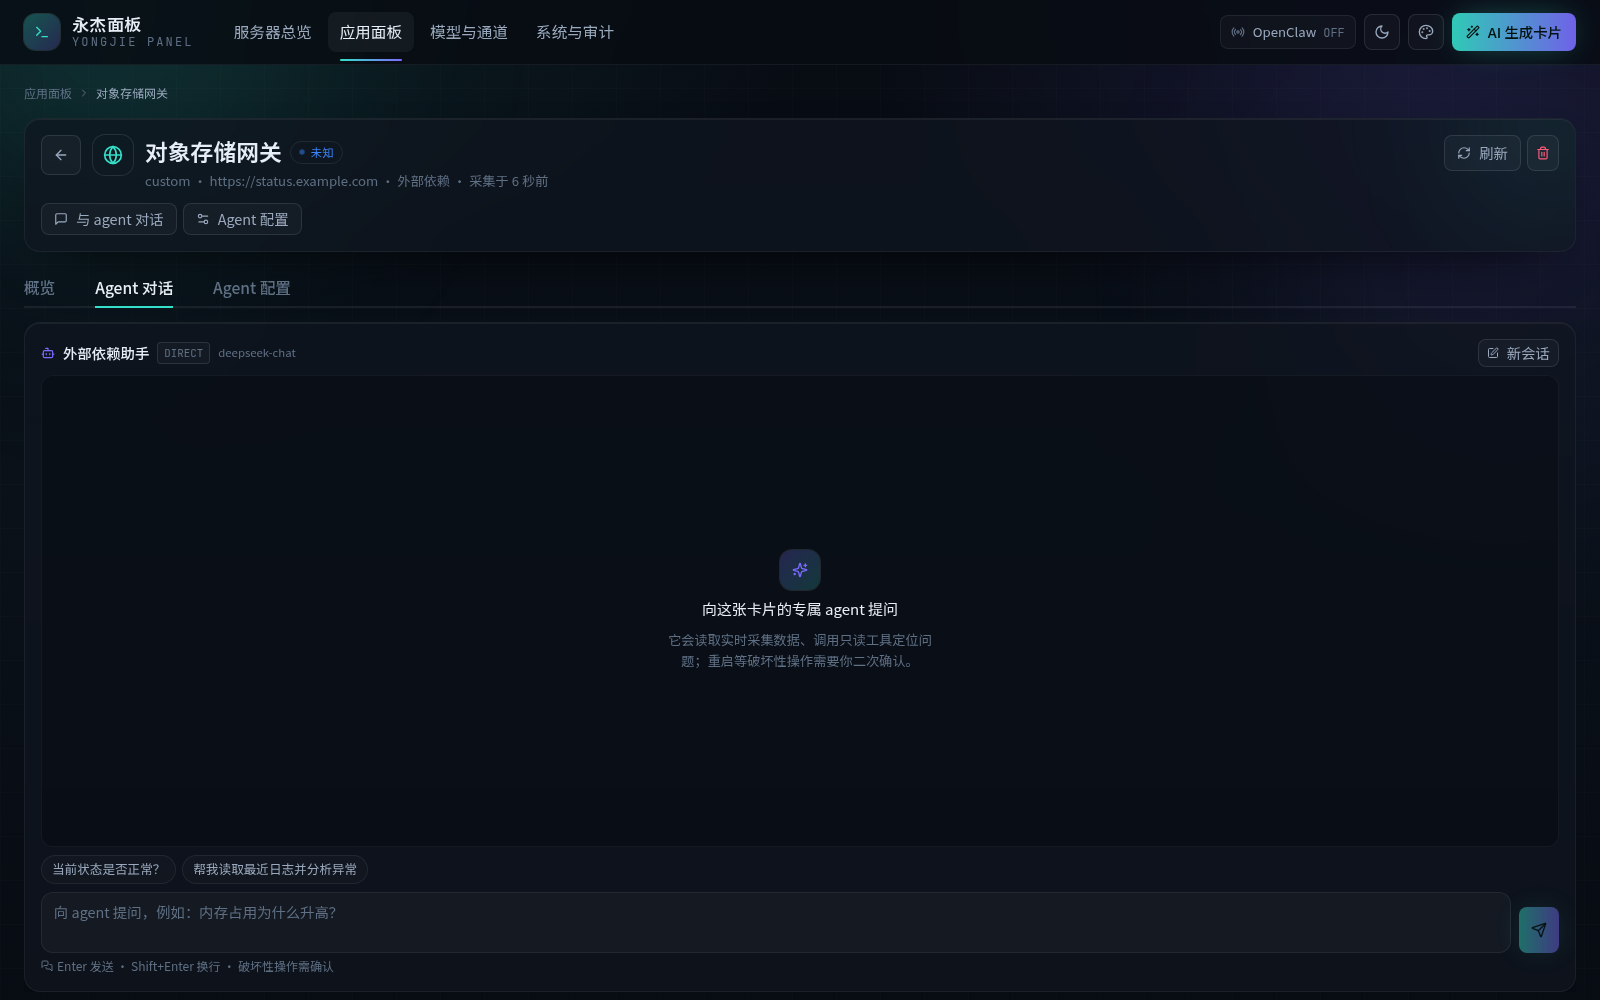 永杰面板
YONGJIE PANEL
服务器总览
应用面板
模型与通道
系统与审计
OpenClaw OFF
AI 生成卡片
应用面板 > 对象存储网关
对象存储网关
未知
custom • https://status.example.com • 外部依赖 • 采集于 6 秒前
刷新
与 agent 对话
Agent 配置
概览
Agent 对话
Agent 配置
外部依赖助手
DIRECT
deepseek-chat
新会话
向这张卡片的专属 agent 提问
它会读取实时采集数据、调用只读工具定位问
题；重启等破坏性操作需要你二次确认。
当前状态是否正常？
帮我读取最近日志并分析异常
向 agent 提问，例如：内存占用为什么升高？
Enter 发送 • Shift+Enter 换行 • 破坏性操作需确认